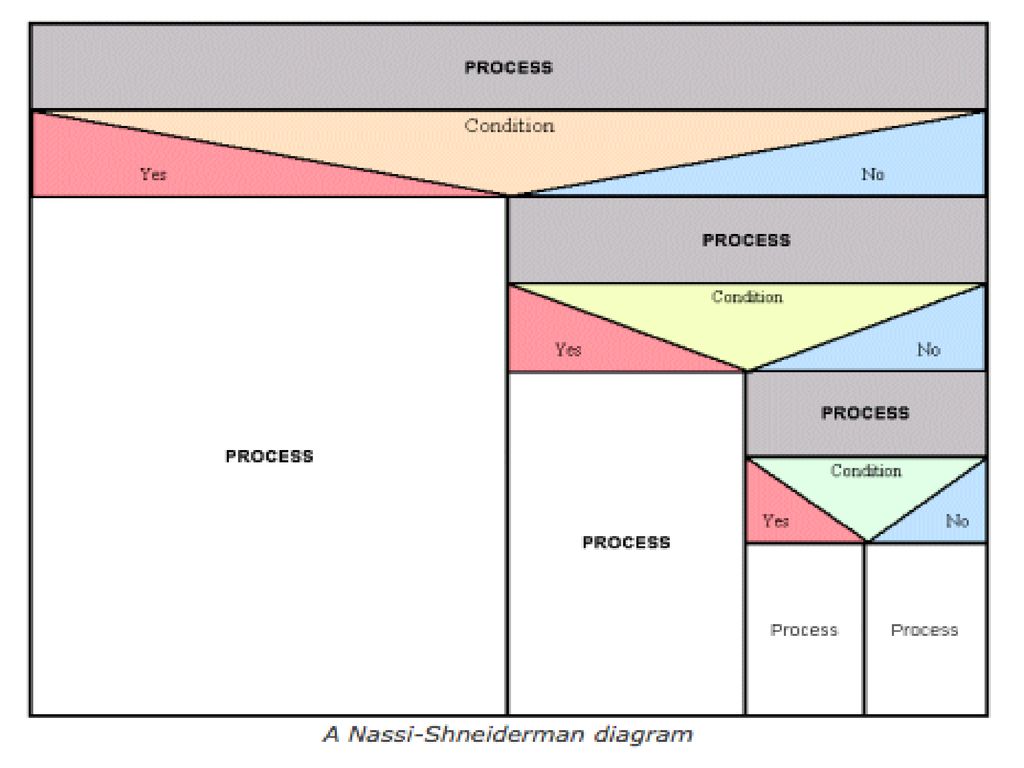 PROCESS
Condition
Yes
No
PROCESS
Condition
Yes
No
PROCESS
Condition
Yes
No
PROCESS
PROCESS
Process
Process
A Nassi-Shneiderman diagram